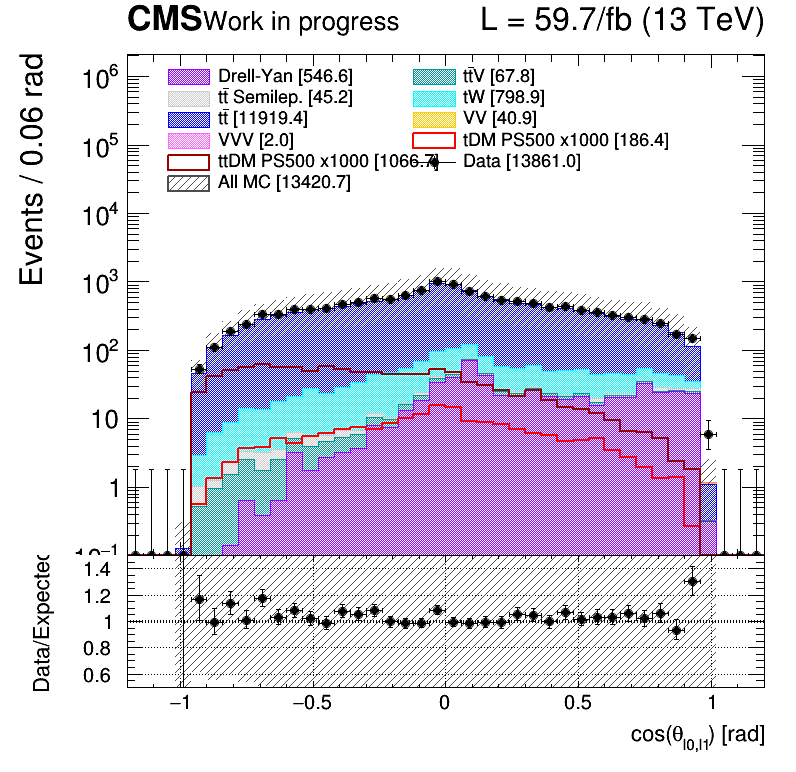 CMS Work in progress L = 59.7/fb (13 TeV)
Events / 0.06 rad
10⁶
10⁵
10⁴
10³
10²
10
1
10⁻¹
Drell-Yan [546.6] tt̄V [67.8]
tt̄ Semilep. [45.2] tW [798.9]
tt̄ [11919.4] VV [40.9]
VVV [2.0] tDM PS500 x1000 [186.4]
ttDM PS500 x1000 [1066.7] Data [13861.0]
All MC [13420.7]
Data/Expected
1.4
1.2
1
0.8
0.6
−1 −0.5 0 0.5 1
cos(θl0,l1) [rad]